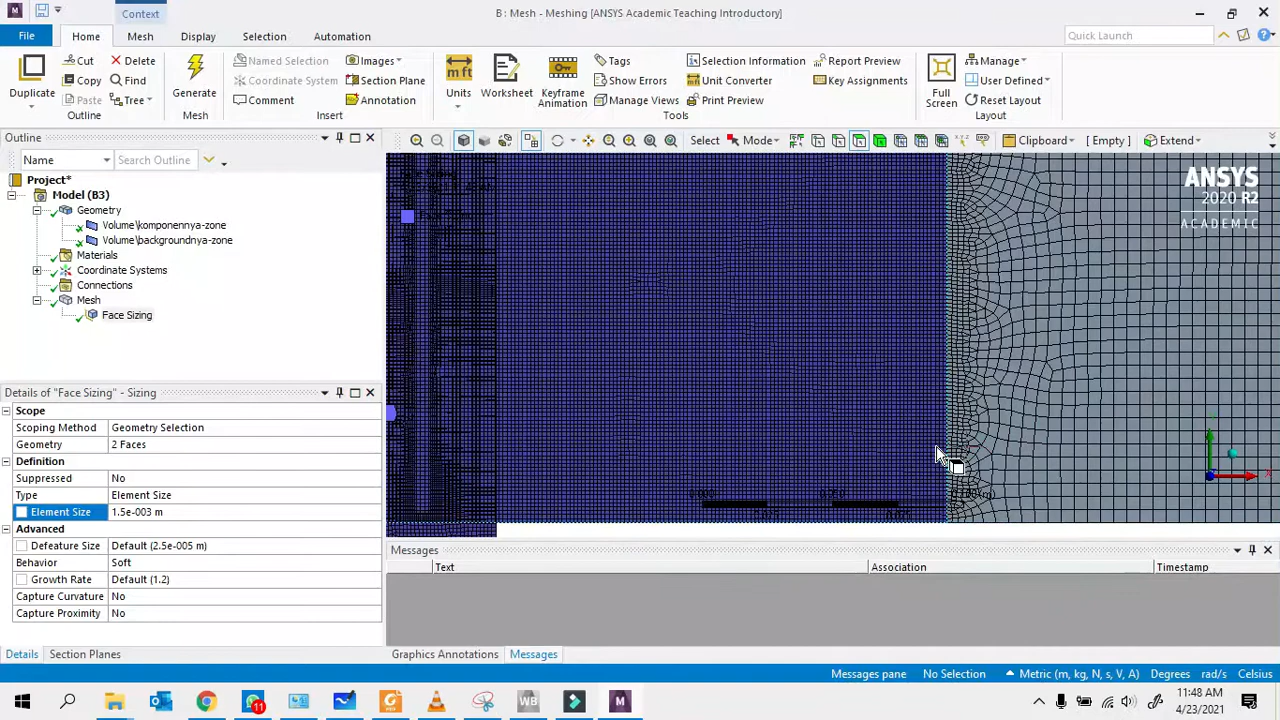 Context
B : Mesh - Meshing [ANSYS Academic Teaching Introductory]
File Home Mesh Display Selection Automation Quick Launch
Duplicate
Cut
Copy
Paste
Delete
Find
Tree
Outline
Generate
Mesh
Named Selection
Coordinate System
Comment
Images
Section Plane
Annotation
Insert
Units
Worksheet
Keyframe
Animation
Tags
Show Errors
Manage Views
Selection Information
Unit Converter
Print Preview
Report Preview
Key Assignments
Tools
Full
Screen
Manage
User Defined
Reset Layout
Layout
Outline
Name Search Outline
Select Mode Clipboard [ Empty ] Extend
Project*
Model (B3)
Geometry
Volume\komponennya-zone
Volume\backgroundnya-zone
Materials
Coordinate Systems
Connections
Mesh
Face Sizing
ANSYS
2020 R2
ACADEMIC
Details of "Face Sizing" - Sizing
Scope
Scoping Method Geometry Selection
Geometry 2 Faces
Definition
Suppressed No
Type Element Size
Element Size 1.5e-003 m
Advanced
Defeature Size Default (2.5e-005 m)
Behavior Soft
Growth Rate Default (1.2)
Capture Curvature No
Capture Proximity No
Messages
Text Association Timestamp
Details Section Planes
Graphics Annotations Messages
Messages pane No Selection Metric (m, kg, N, s, V, A) Degrees rad/s Celsius
11
WB
M
11:48 AM
4/23/2021